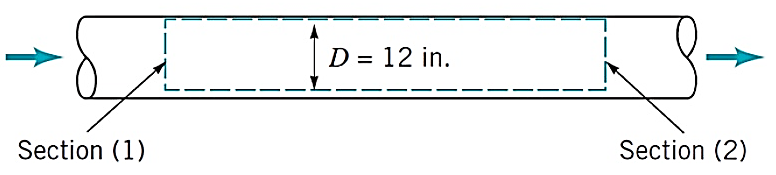 D = 12 in.
Section (1)
Section (2)